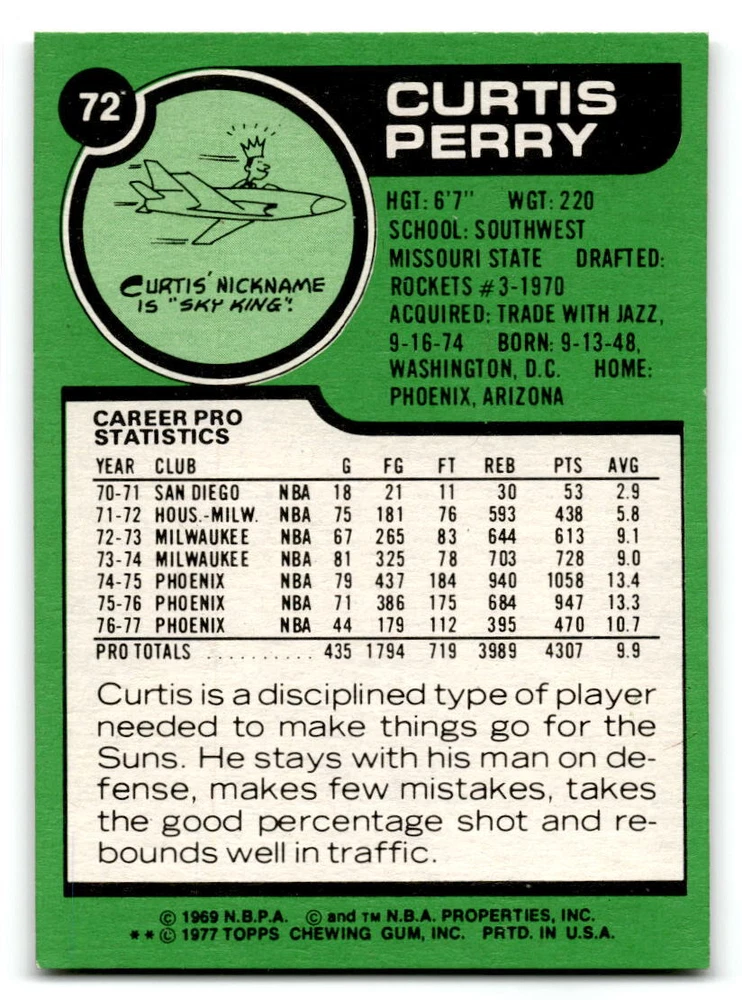 72
CURTIS
PERRY
CURTIS' NICKNAME
IS "SKY KING".
HGT: 6'7" WGT: 220
SCHOOL: SOUTHWEST
MISSOURI STATE DRAFTED:
ROCKETS #3-1970
ACQUIRED: TRADE WITH JAZZ,
9-16-74 BORN: 9-13-48,
WASHINGTON, D.C. HOME:
PHOENIX, ARIZONA
CAREER PRO
STATISTICS
YEAR CLUB G FG FT REB PTS AVG
70-71 SAN DIEGO NBA 18 21 11 30 53 2.9
71-72 HOUS.-MILW. NBA 75 181 76 593 438 5.8
72-73 MILWAUKEE NBA 67 265 83 644 613 9.1
73-74 MILWAUKEE NBA 81 325 78 703 728 9.0
74-75 PHOENIX NBA 79 437 184 940 1058 13.4
75-76 PHOENIX NBA 71 386 175 684 947 13.3
76-77 PHOENIX NBA 44 179 112 395 470 10.7
PRO TOTALS .......... 435 1794 719 3989 4307 9.9
Curtis is a disciplined type of player
needed to make things go for the
Suns. He stays with his man on de-
fense, makes few mistakes, takes
the good percentage shot and re-
bounds well in traffic.
© 1969 N.B.P.A. © and TM N.B.A. PROPERTIES, INC.
** © 1977 TOPPS CHEWING GUM, INC. PRTD. IN U.S.A.